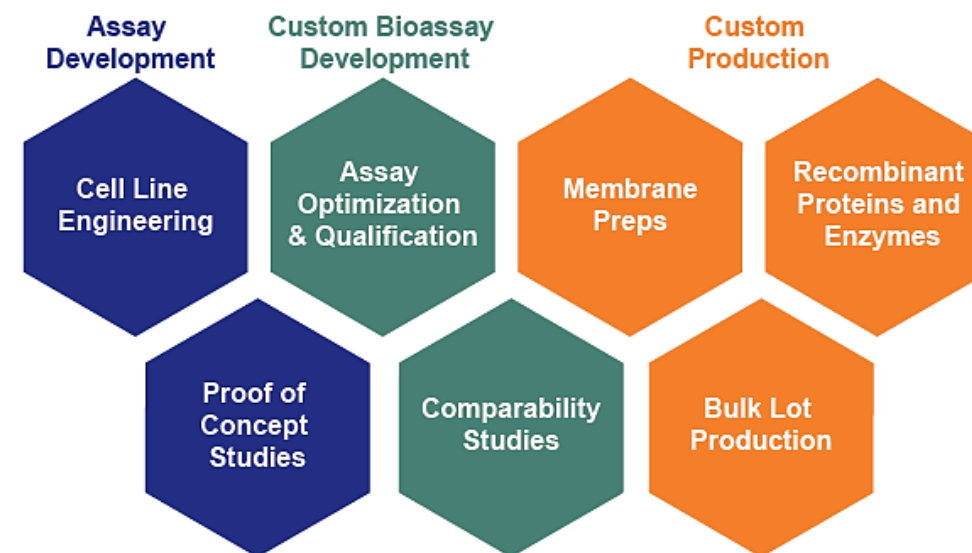 Assay
Development
Custom Bioassay
Development
Custom
Production
Cell Line
Engineering
Assay
Optimization
& Qualification
Membrane
Preps
Recombinant
Proteins and
Enzymes
Proof of
Concept
Studies
Comparability
Studies
Bulk Lot
Production